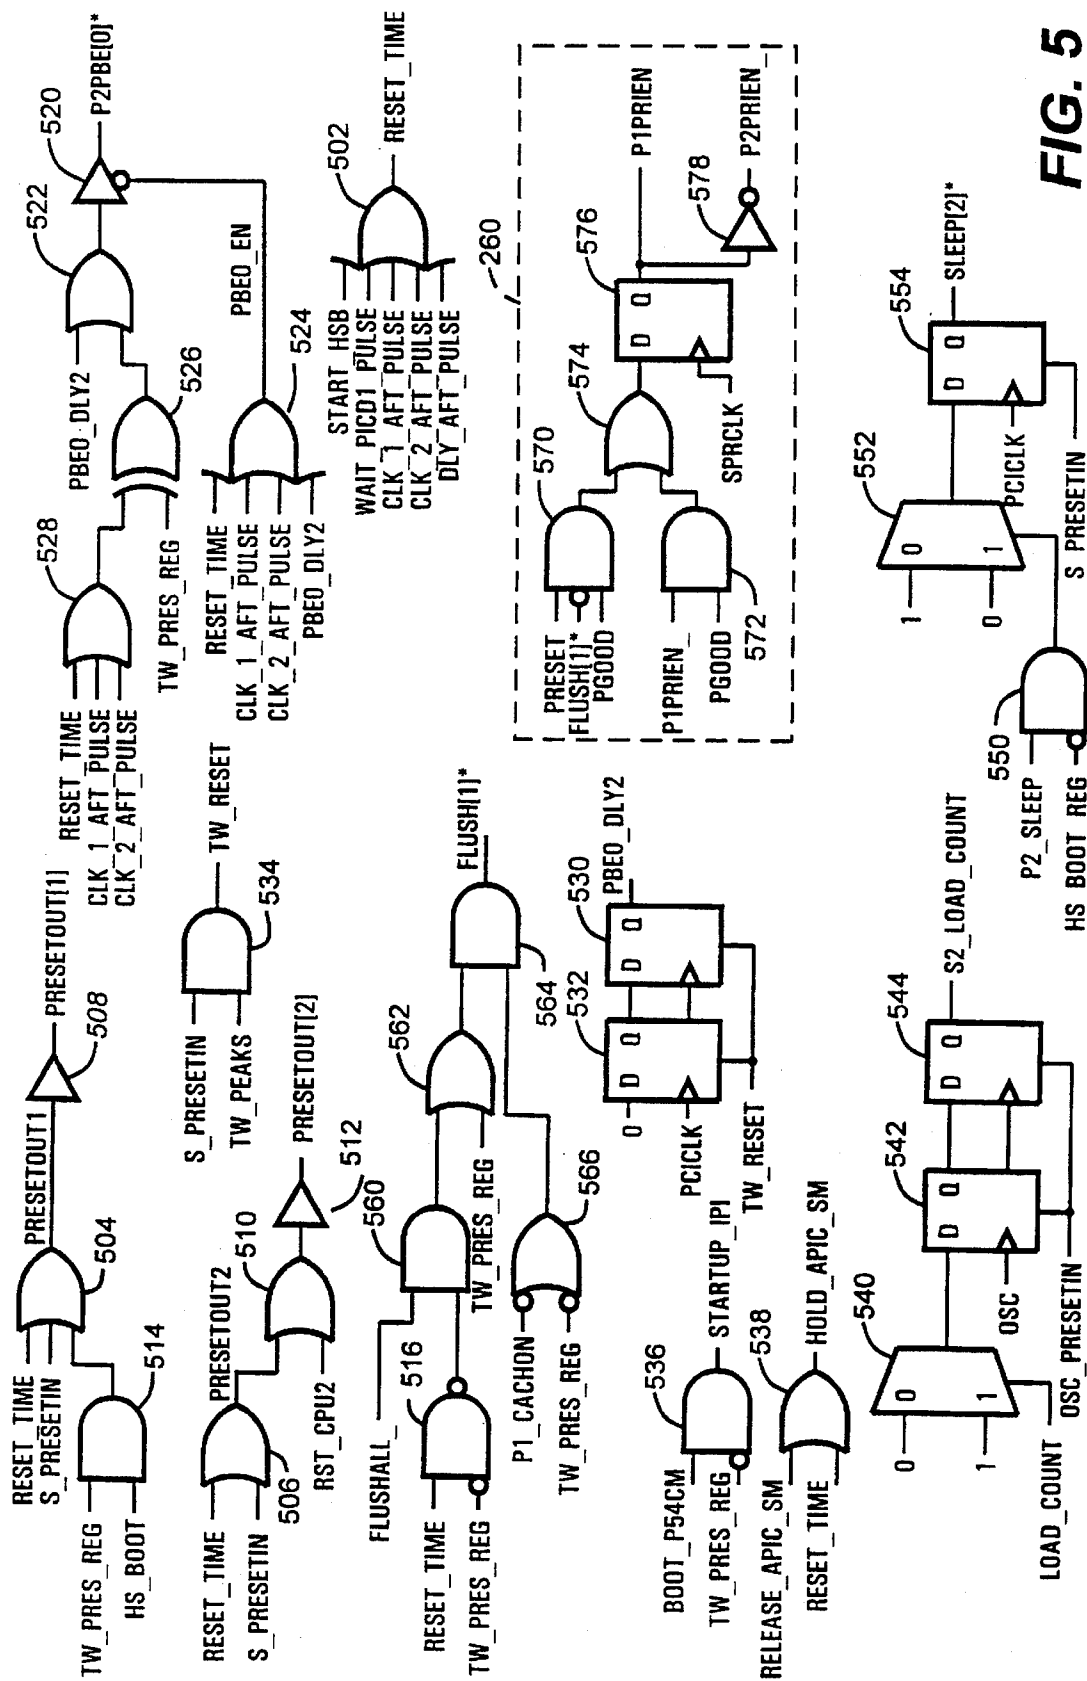 RESET_TIME
S_PRESETIN
TW_PRES_REG
HS_BOOT
514
504
PRESETOUT1
508
PRESETOUT[1]
RESET_TIME
S_PRESETIN
506
PRESETOUT2
510
RST_CPU2
512
PRESETOUT[2]
S_PRESETIN
TW_PEAKS
534
TW_RESET
RESET_TIME
CLK_1_AFT_PULSE
CLK_2_AFT_PULSE
528
TW_PRES_REG
526
PBEO_DLY2
522
520
P2PBE[0]*
PBEO_EN
RESET_TIME
CLK_1_AFT_PULSE
CLK_2_AFT_PULSE
PBEO_DLY2
524
START_HSB
WAIT_PICD1_PULSE
CLK_1_AFT_PULSE
CLK_2_AFT_PULSE
DLY_AFT_PULSE
502
RESET_TIME
FLUSHALL_
RESET_TIME
TW_PRES_REG
516
560
TW_PRES_REG
562
P1_CACHON
TW_PRES_REG
566
564
FLUSH[1]*
260
PRESET
FLUSH[1]*
PGOOD
570
P1PRIEN_
PGOOD
572
574
SPRCLK
D
Q
576
P1PRIEN
578
P2PRIEN_
0
PCICLK
TW_RESET
D
Q
532
D
Q
530
PBEO_DLY2
BOOT_P54CM
TW_PRES_REG
536
STARTUP_IPI
RELEASE_APIC_SM
RESET_TIME
538
HOLD_APIC_SM
0
1
0
1
540
LOAD_COUNT
OSC
OSC_PRESETIN
D
Q
542
D
Q
544
S2_LOAD_COUNT
P2_SLEEP
HS_BOOT_REG
550
1
0
0
1
552
PCICLK
S_PRESETIN
D
Q
554
SLEEP[2]*
FIG. 5